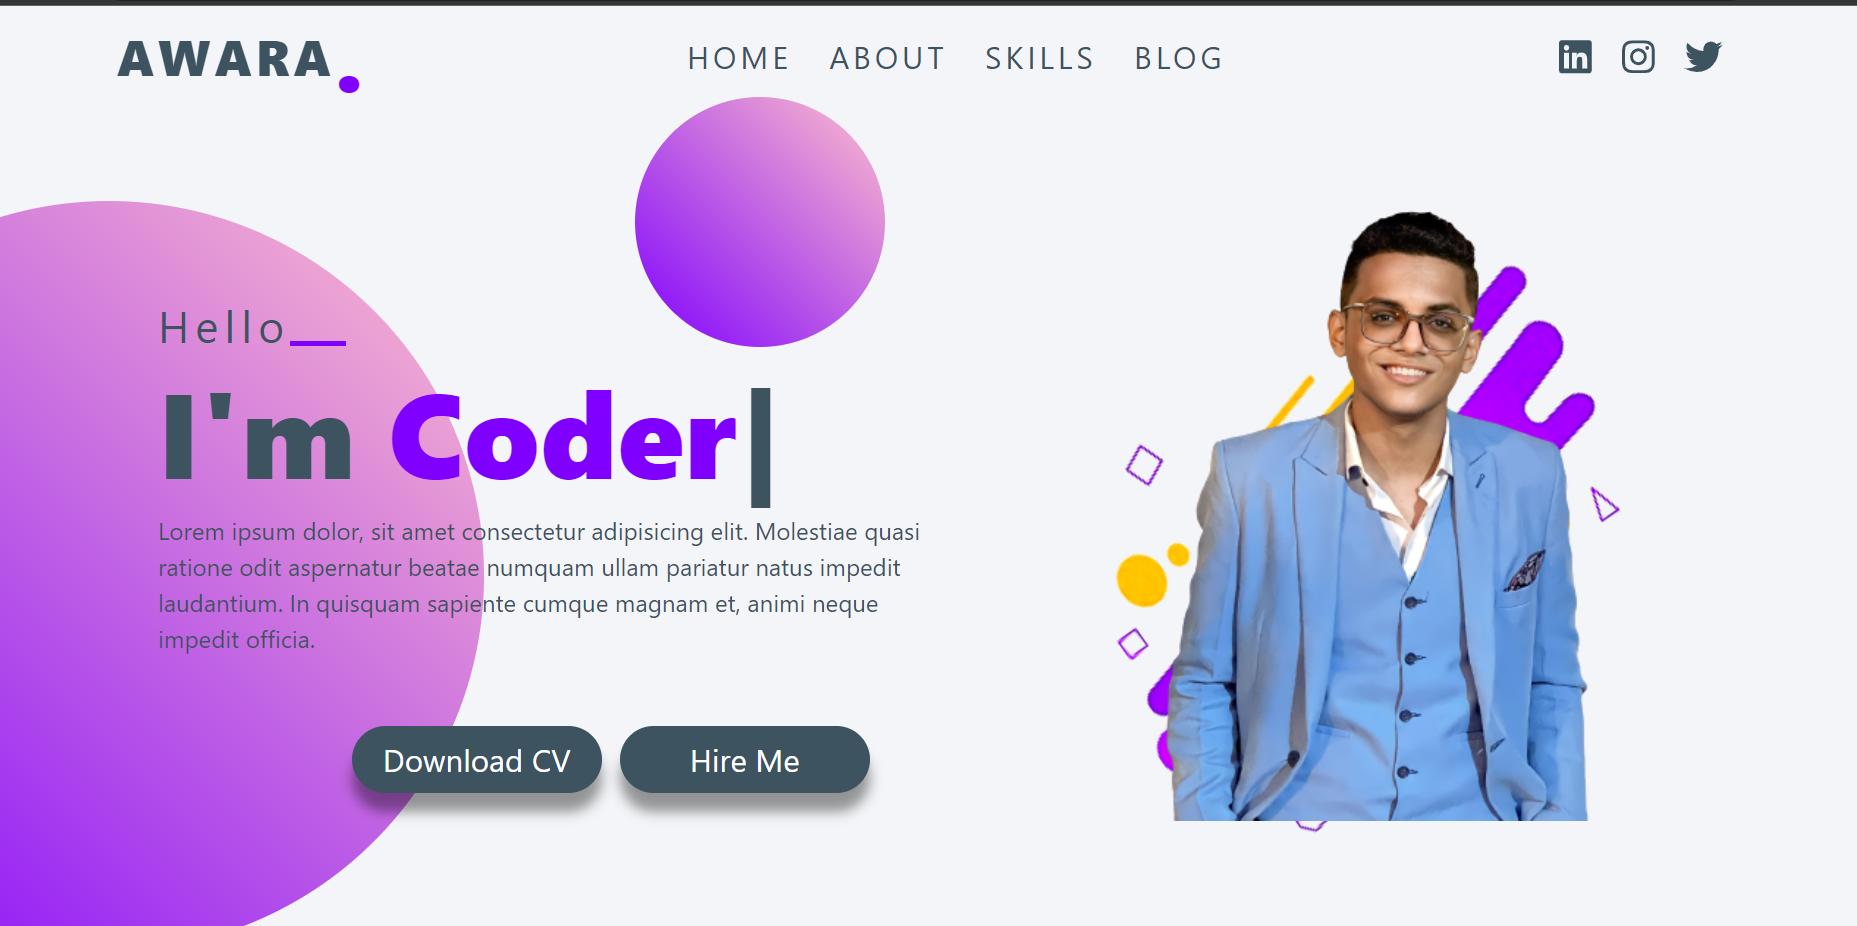 AWARA.
HOME ABOUT SKILLS BLOG
in
Hello__
I'm Coder|
Lorem ipsum dolor, sit amet consectetur adipisicing elit. Molestiae quasi
ratione odit aspernatur beatae numquam ullam pariatur natus impedit
laudantium. In quisquam sapiente cumque magnam et, animi neque
impedit officia.
Download CV
Hire Me